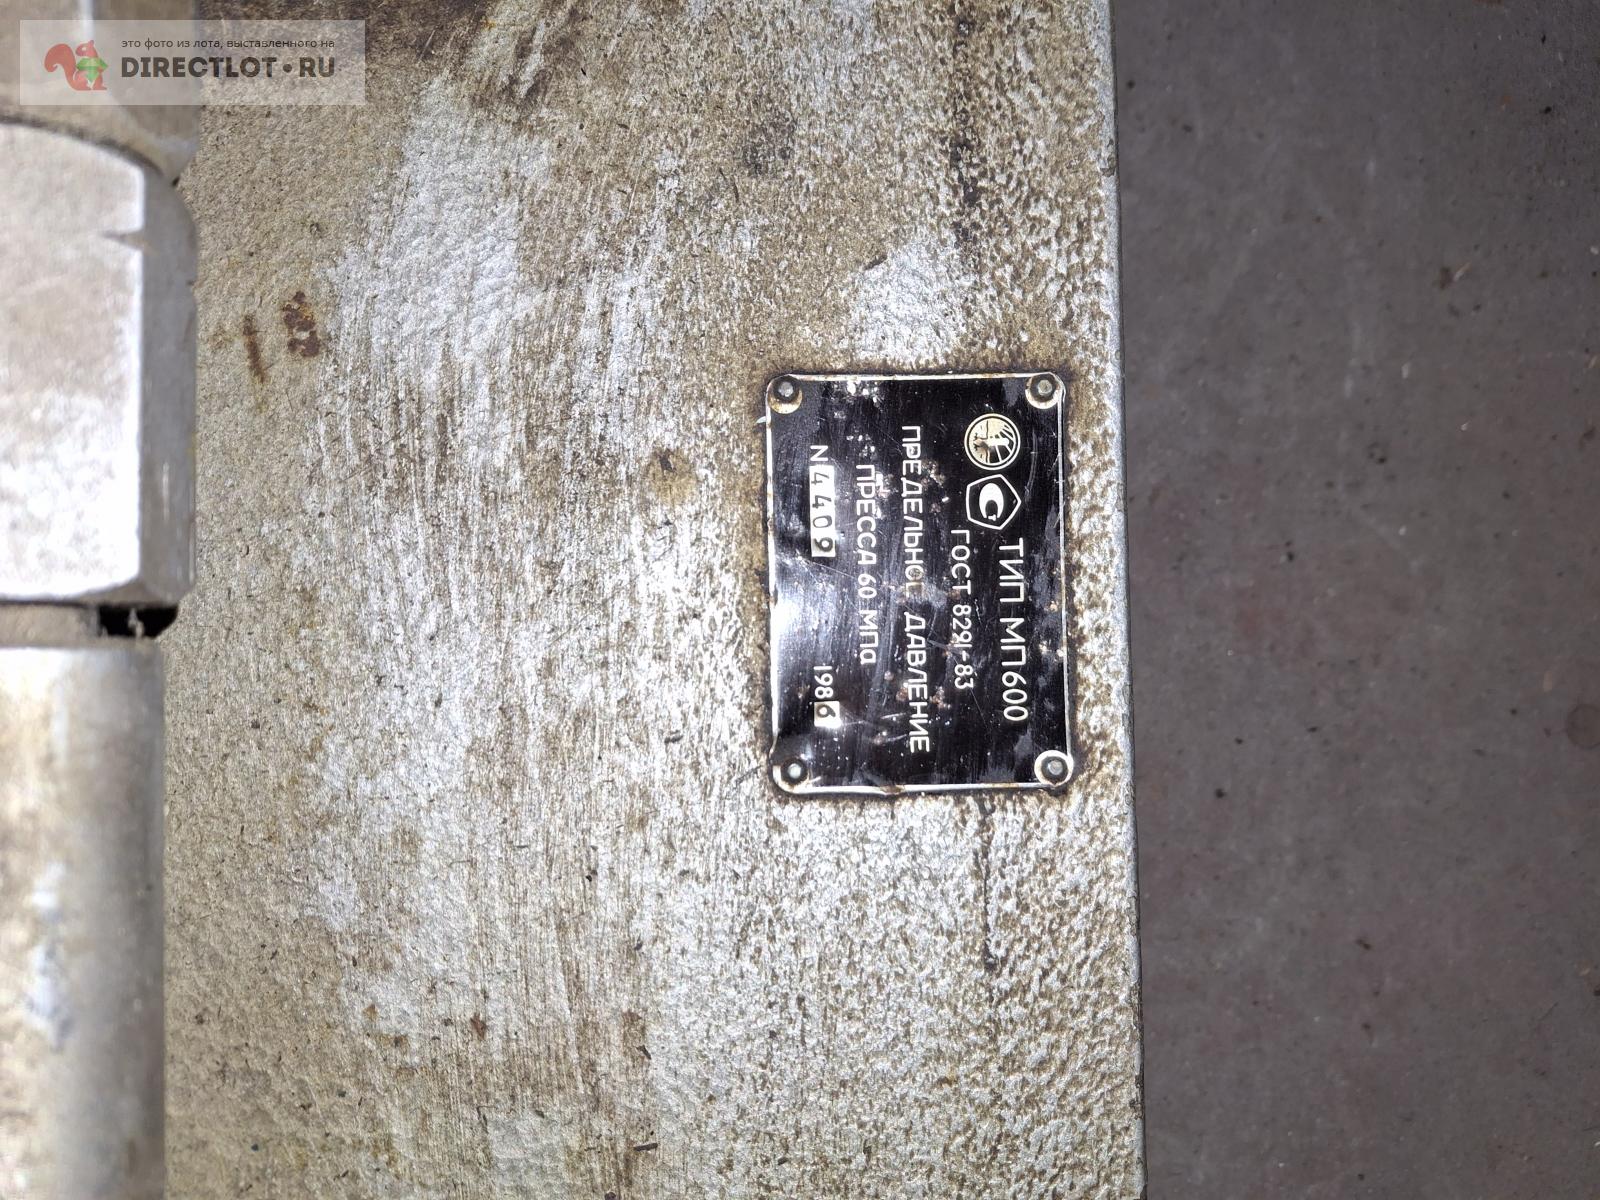 это фото из лота, выставленного на
DIRECTLOT•RU
ТИП МП600
ГОСТ 8291-83
ПРЕДЕЛЬНОЕ ДАВЛЕНИЕ
ПРЕССА 60 МПа
N 4409 1986